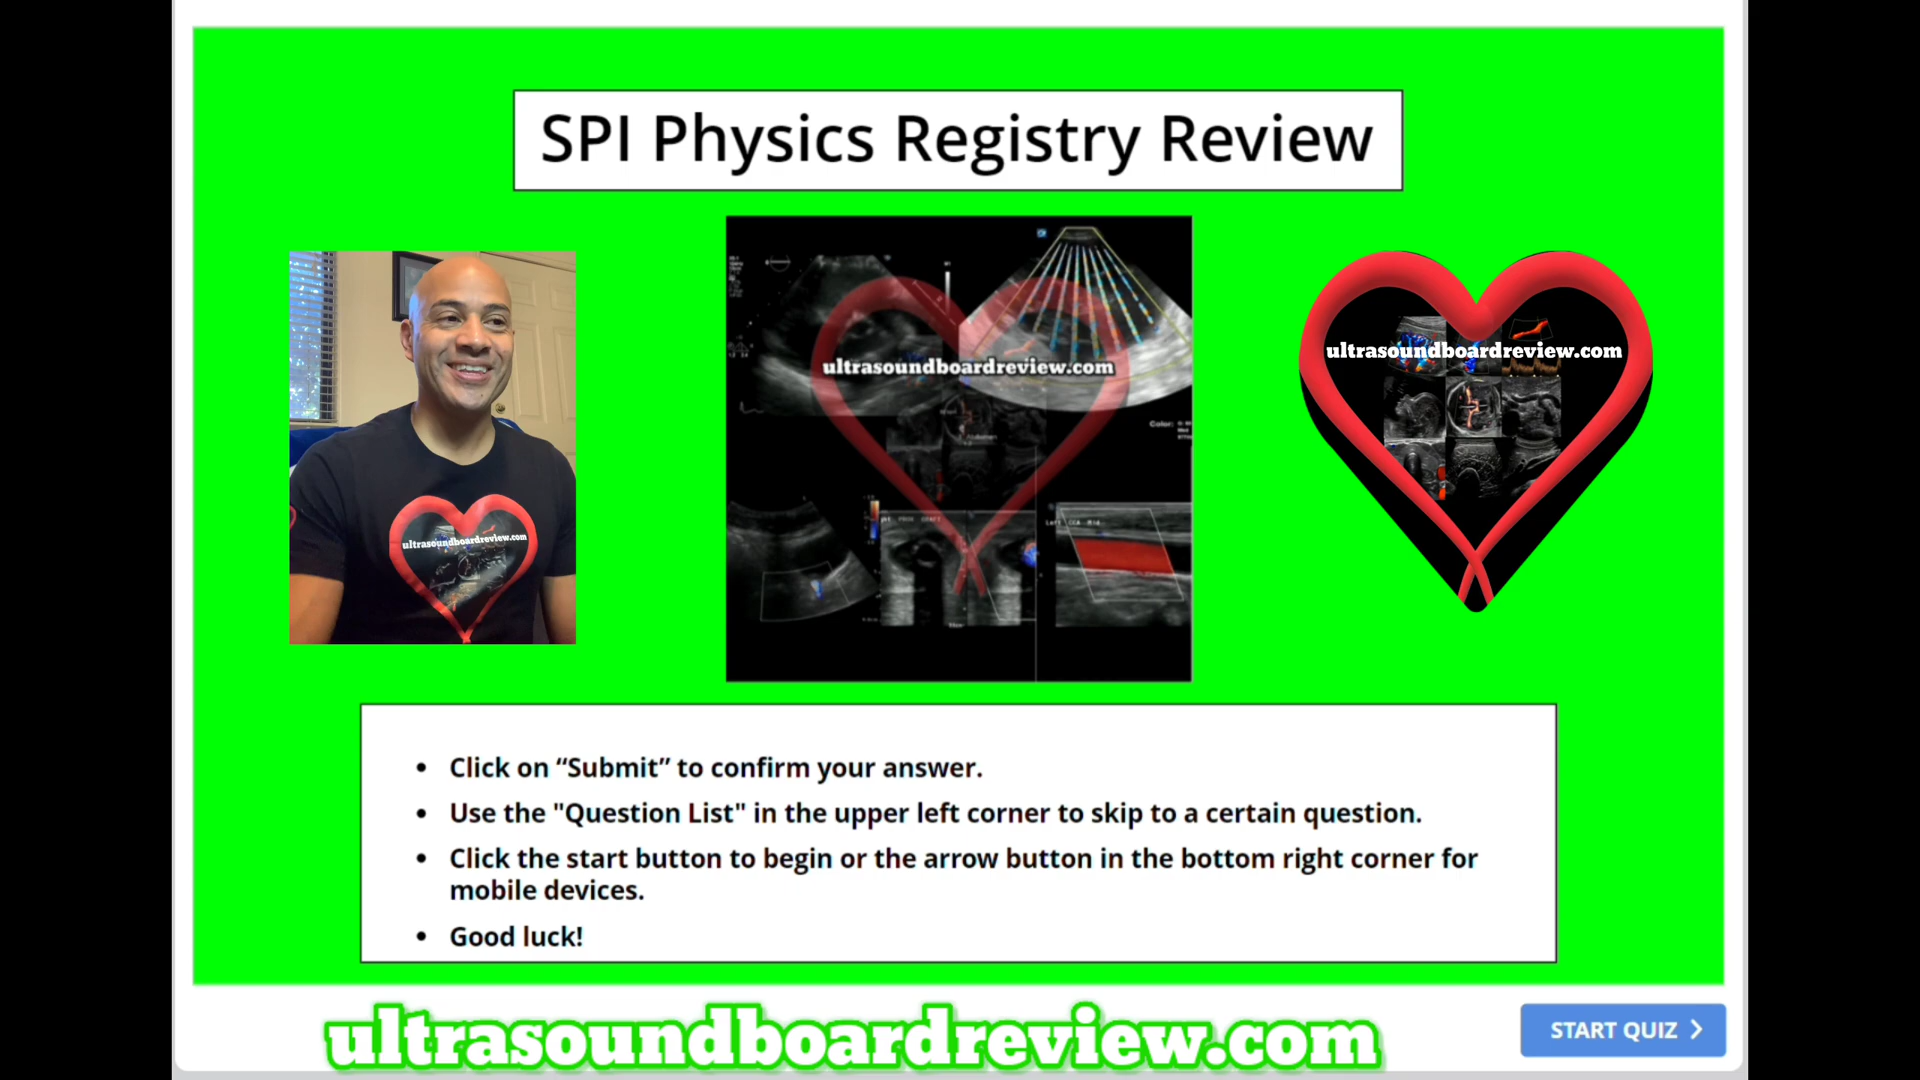 SPI Physics Registry Review
ultrasoundboardreview.com
ultrasoundboardreview.com
ultrasoundboardreview.com
Color:
• Click on “Submit” to confirm your answer.
• Use the "Question List" in the upper left corner to skip to a certain question.
• Click the start button to begin or the arrow button in the bottom right corner for
mobile devices.
• Good luck!
ultrasoundboardreview.com
START QUIZ